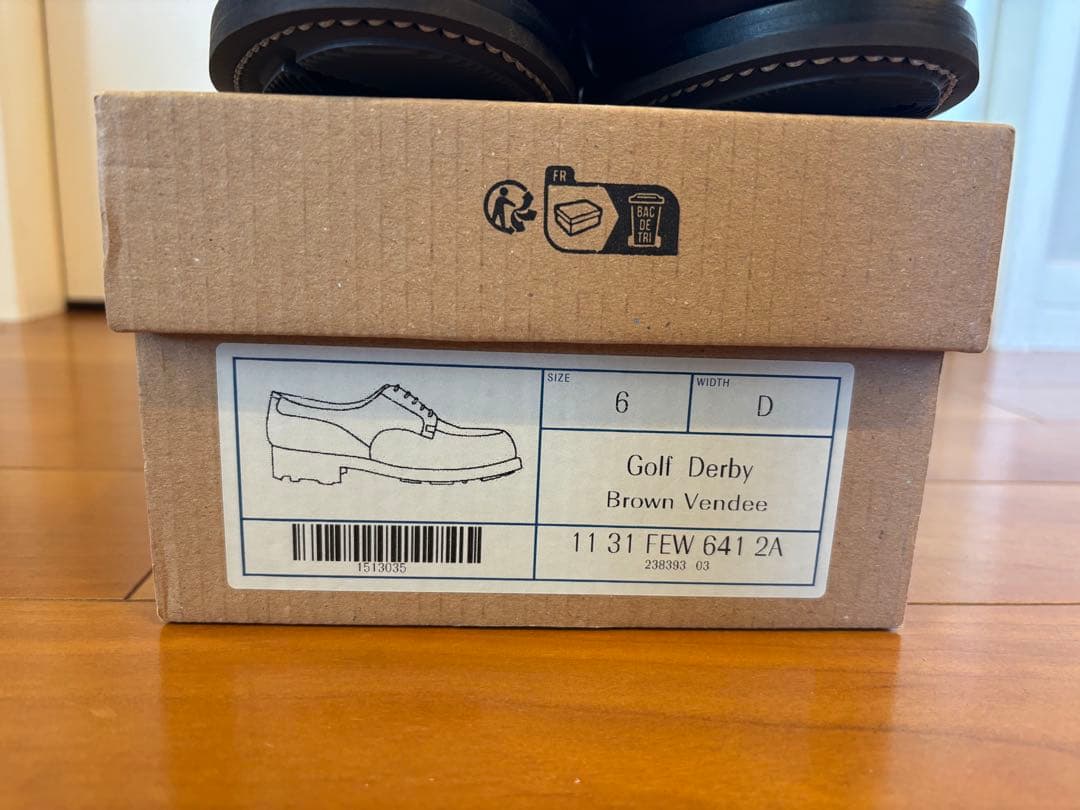 FR
BAC
DE
TRI
SIZE
6
WIDTH
D
Golf Derby
Brown Vendee
1513035
11 31 FEW 641 2A
238393 03